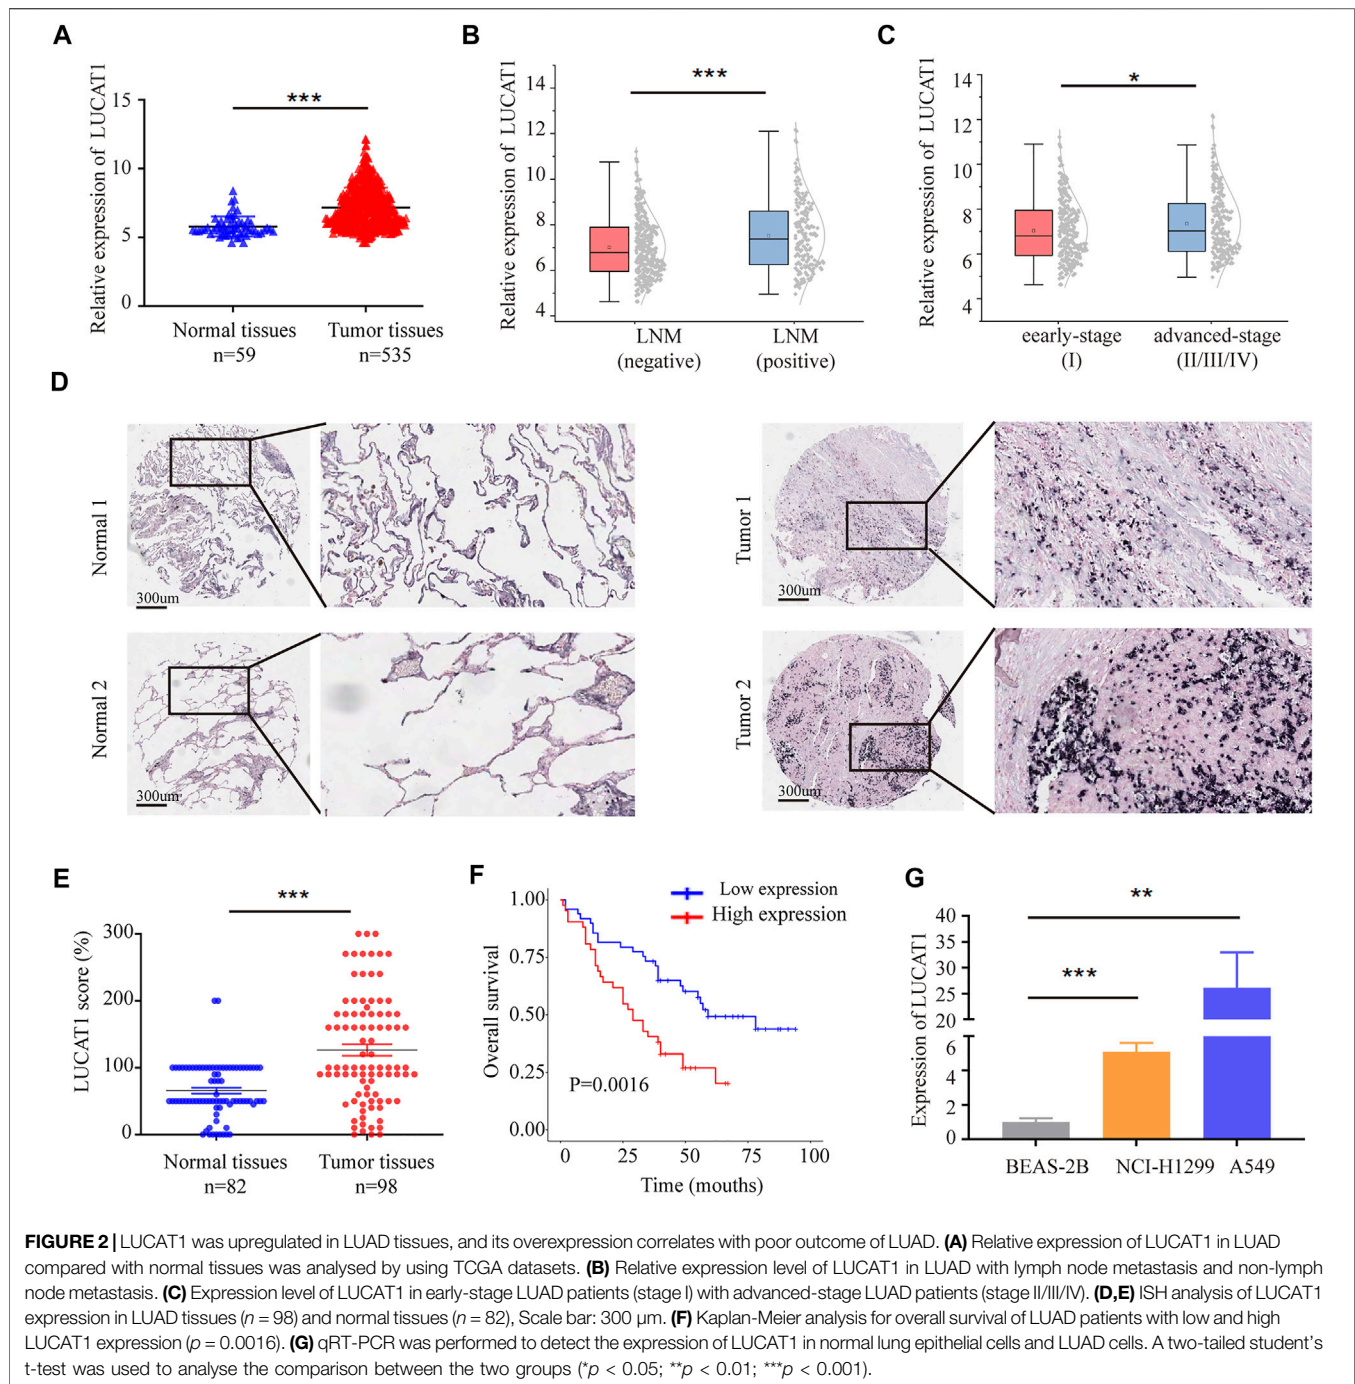 A
Relative expression of LUCAT1
15
10
5
0
***
Normal tissues
n=59
Tumor tissues
n=535
B
Relative expression of LUCAT1
14
12
10
8
6
4
***
LNM
(negative)
LNM
(positive)
C
Relative expression of LUCAT1
14
12
10
8
6
4
*
eearly-stage
(I)
advanced-stage
(II/III/IV)
D
Normal 1
300um
Tumor 1
300um
Normal 2
300um
Tumor 2
300um
E
LUCAT1 score (%)
300
200
100
0
***
Normal tissues
n=82
Tumor tissues
n=98
F
Overall survival
1.00
0.75
0.50
0.25
0.00
Low expression
High expression
P=0.0016
0
25
50
75
100
Time (mouths)
G
Expression of LUCAT1
40
35
30
25
20
6
4
2
0
**
***
BEAS-2B
NCI-H1299
A549
FIGURE 2 | LUCAT1 was upregulated in LUAD tissues, and its overexpression correlates with poor outcome of LUAD. (A) Relative expression of LUCAT1 in LUAD
compared with normal tissues was analysed by using TCGA datasets. (B) Relative expression level of LUCAT1 in LUAD with lymph node metastasis and non-lymph
node metastasis. (C) Expression level of LUCAT1 in early-stage LUAD patients (stage I) with advanced-stage LUAD patients (stage II/III/IV). (D,E) ISH analysis of LUCAT1
expression in LUAD tissues (n = 98) and normal tissues (n = 82), Scale bar: 300 μm. (F) Kaplan-Meier analysis for overall survival of LUAD patients with low and high
LUCAT1 expression (p = 0.0016). (G) qRT-PCR was performed to detect the expression of LUCAT1 in normal lung epithelial cells and LUAD cells. A two-tailed student's
t-test was used to analyse the comparison between the two groups (*p < 0.05; **p < 0.01; ***p < 0.001).